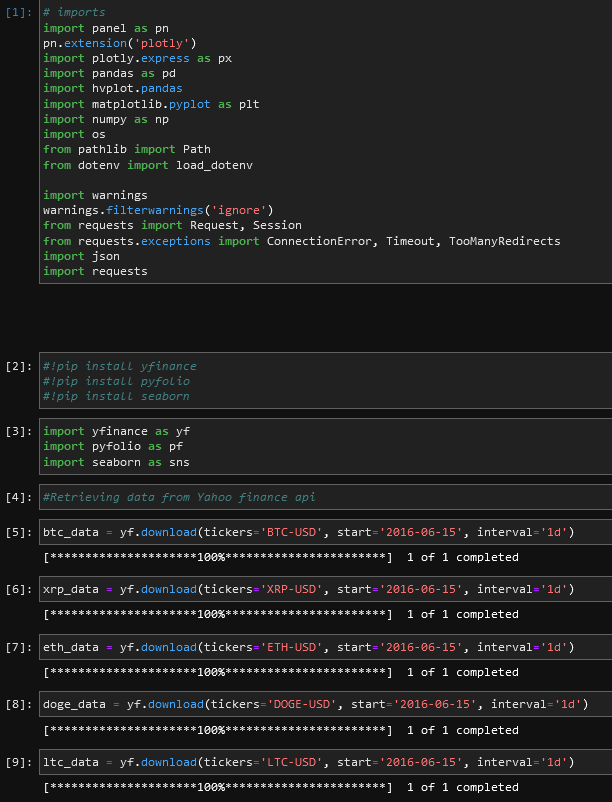 [1]: # imports
import panel as pn
pn.extension('plotly')
import plotly.express as px
import pandas as pd
import hvplot.pandas
import matplotlib.pyplot as plt
import numpy as np
import os
from pathlib import Path
from dotenv import load_dotenv
import warnings
warnings.filterwarnings('ignore')
from requests import Request, Session
from requests.exceptions import ConnectionError, Timeout, TooManyRedirects
import json
import requests
[2]: #!pip install yfinance
#!pip install pyfolio
#!pip install seaborn
[3]: import yfinance as yf
import pyfolio as pf
import seaborn as sns
[4]: #Retrieving data from Yahoo finance api
[5]: btc_data = yf.download(tickers='BTC-USD', start='2016-06-15', interval='1d')
[*********************100%***********************]  1 of 1 completed
[6]: xrp_data = yf.download(tickers='XRP-USD', start='2016-06-15', interval='1d')
[*********************100%***********************]  1 of 1 completed
[7]: eth_data = yf.download(tickers='ETH-USD', start='2016-06-15', interval='1d')
[*********************100%***********************]  1 of 1 completed
[8]: doge_data = yf.download(tickers='DOGE-USD', start='2016-06-15', interval='1d')
[*********************100%***********************]  1 of 1 completed
[9]: ltc_data = yf.download(tickers='LTC-USD', start='2016-06-15', interval='1d')
[*********************100%***********************]  1 of 1 completed